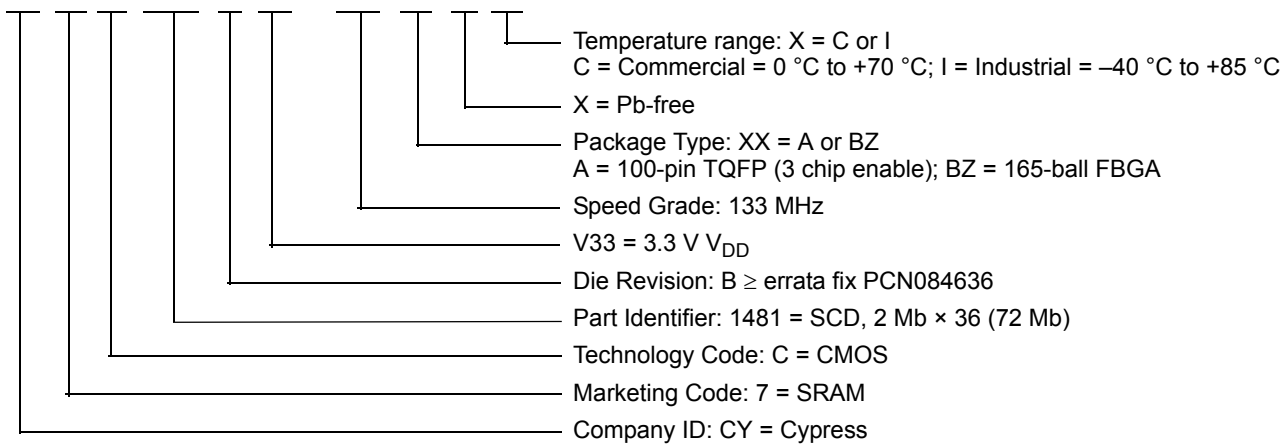 Temperature range: X = C or I
C = Commercial = 0 °C to +70 °C; I = Industrial = –40 °C to +85 °C
X = Pb-free
Package Type: XX = A or BZ
A = 100-pin TQFP (3 chip enable); BZ = 165-ball FBGA
Speed Grade: 133 MHz
V33 = 3.3 V VDD
Die Revision: B ≥ errata fix PCN084636
Part Identifier: 1481 = SCD, 2 Mb × 36 (72 Mb)
Technology Code: C = CMOS
Marketing Code: 7 = SRAM
Company ID: CY = Cypress